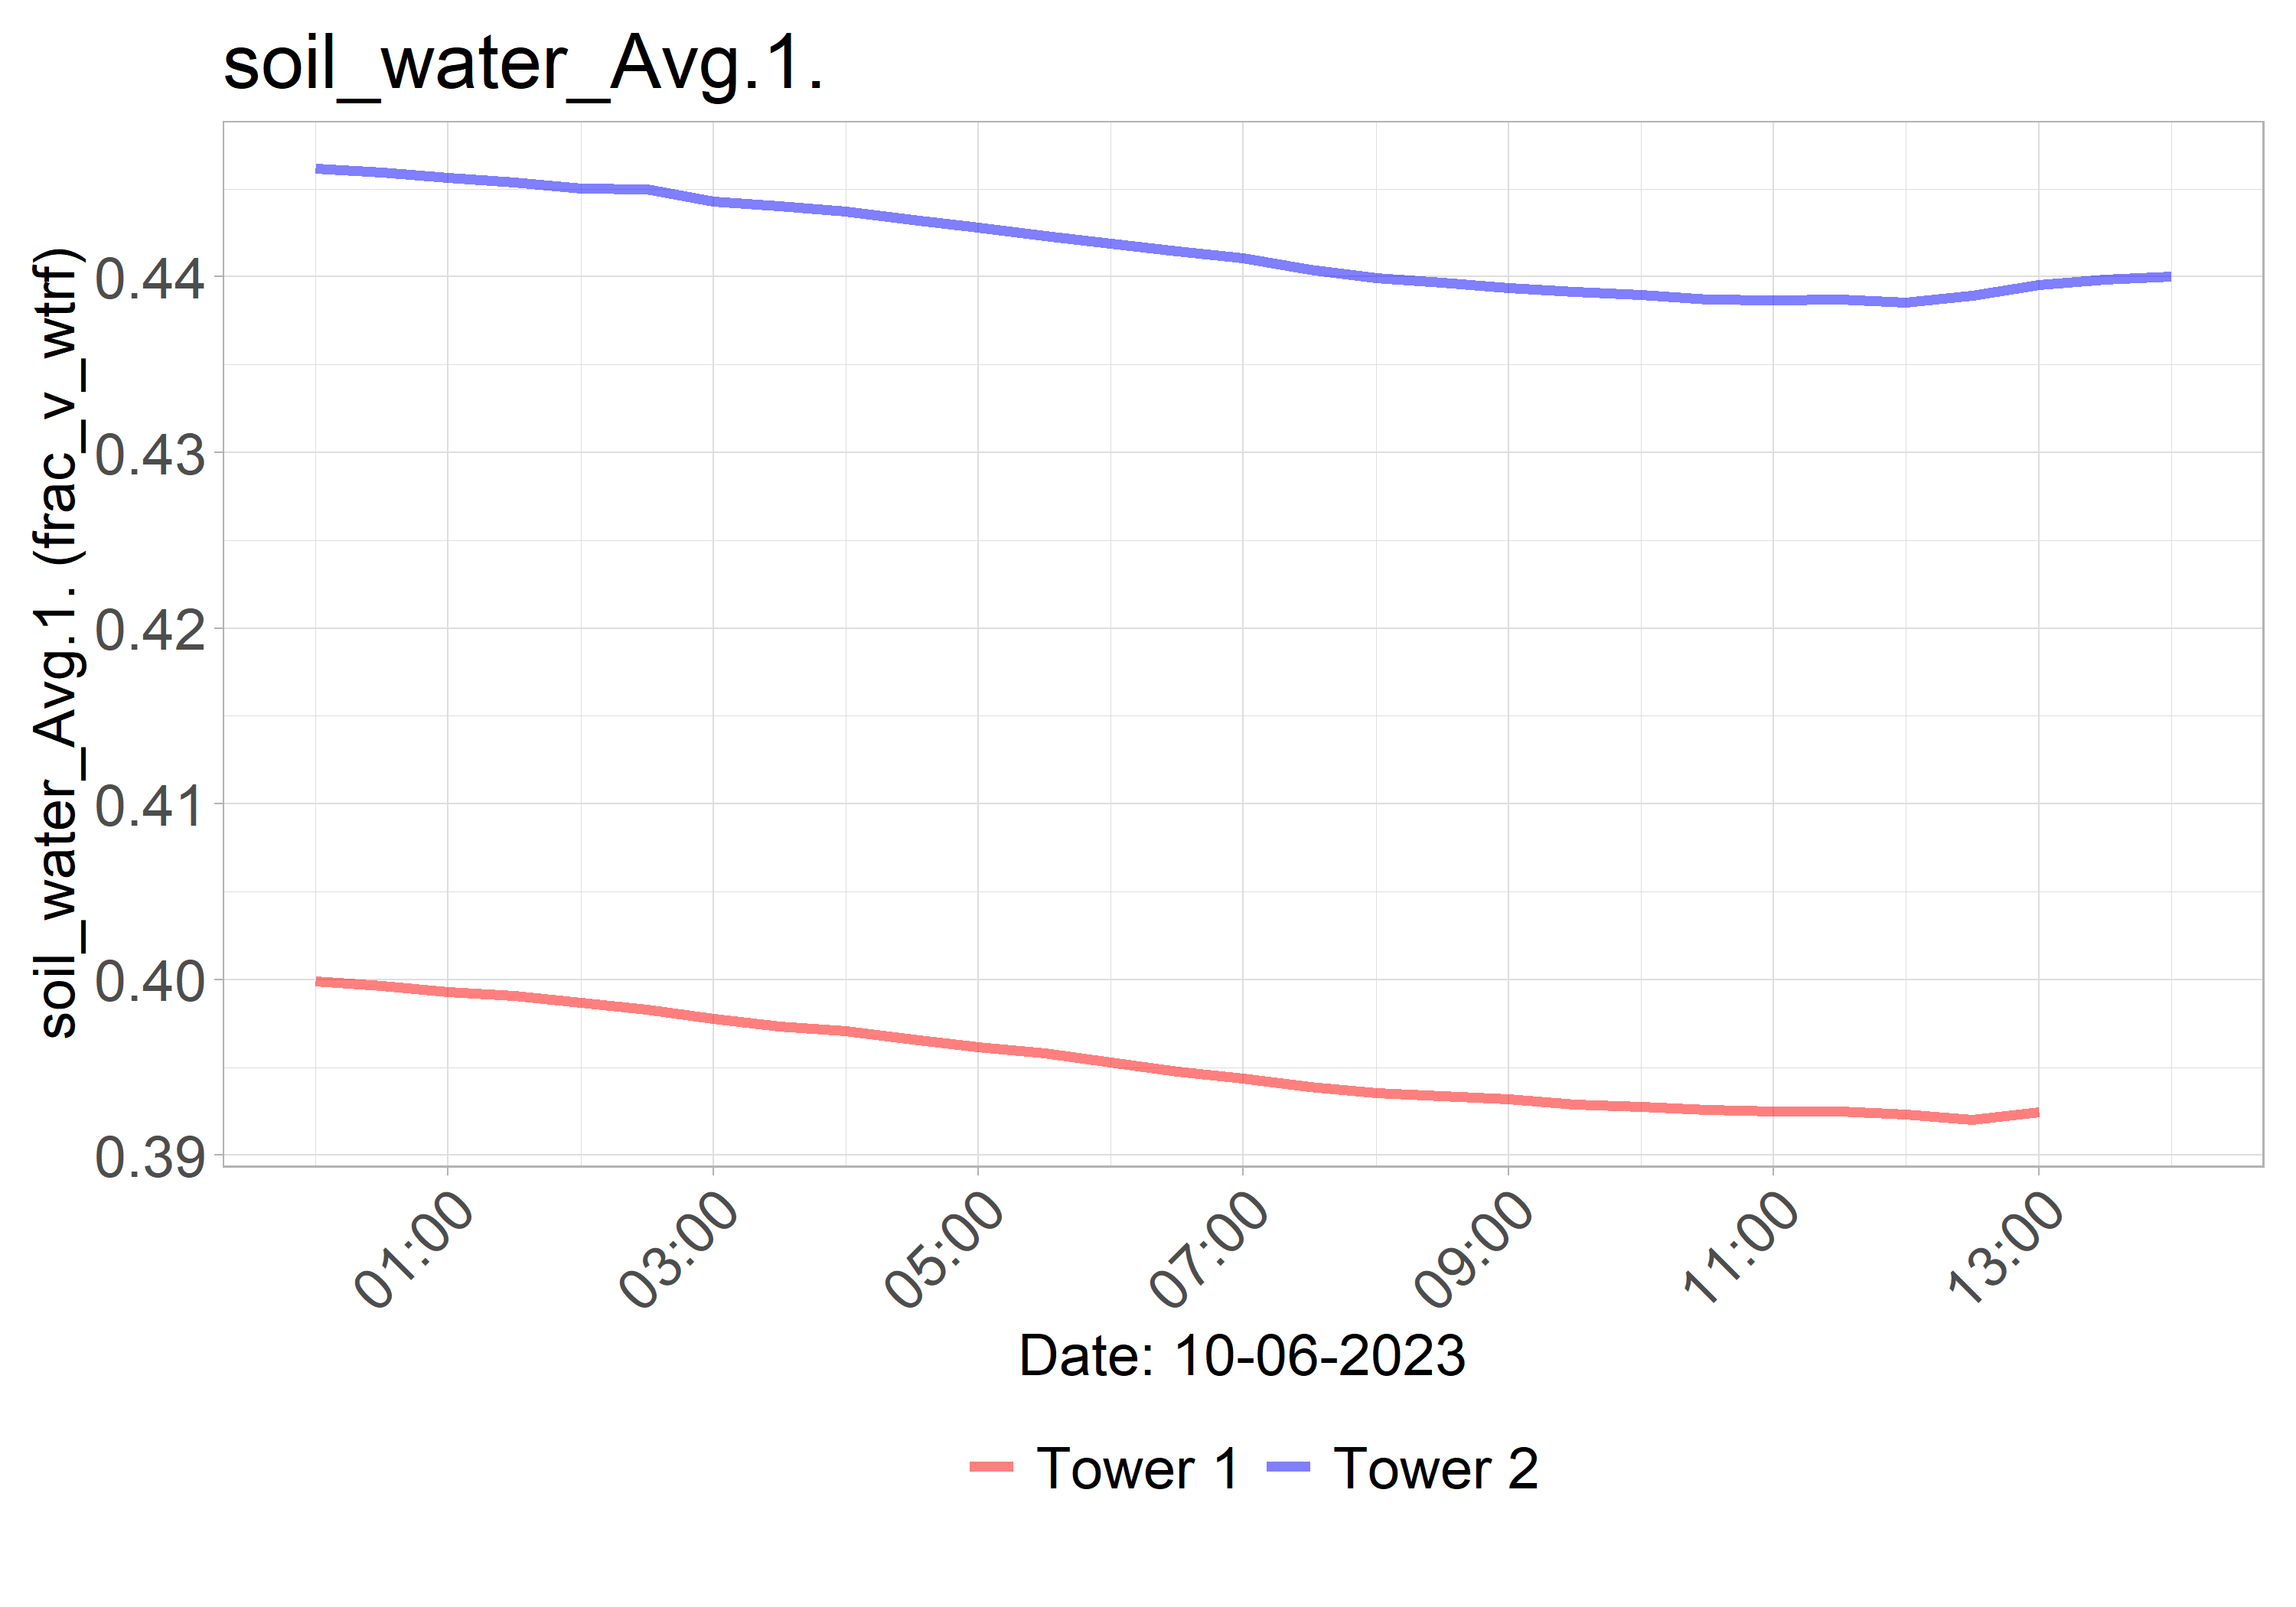 soil_water_Avg.1.
soil_water_Avg.1. (frac_v_wtrf)
0.44
0.43
0.42
0.41
0.40
0.39
01:00
03:00
05:00
07:00
09:00
11:00
13:00
Date: 10-06-2023
Tower 1
Tower 2